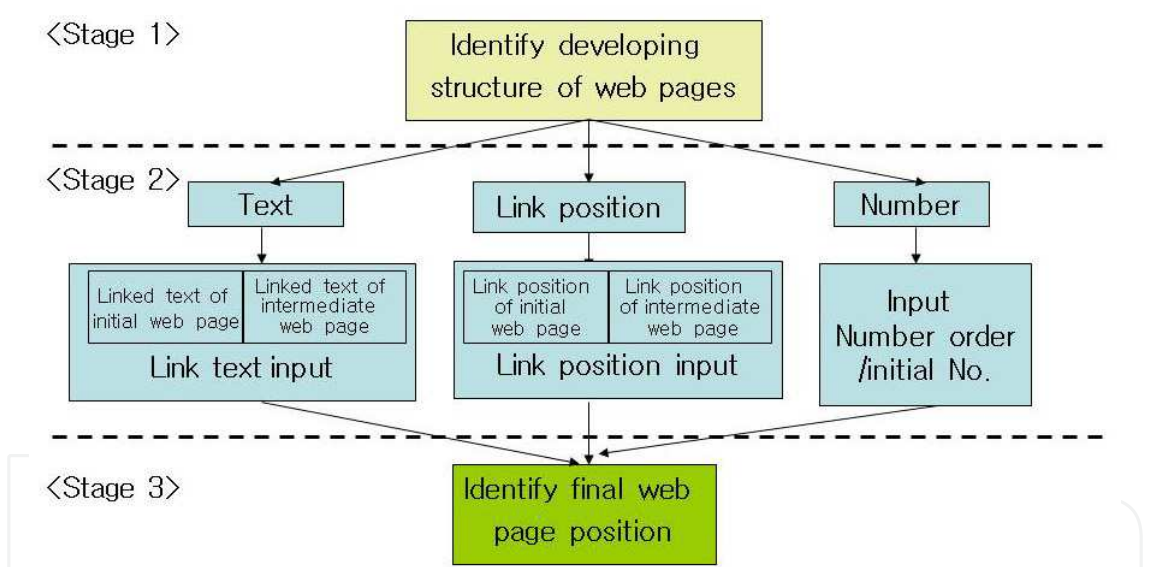 <Stage 1>
Identify developing
structure of web pages
<Stage 2>
Text
Link position
Number
Linked text of
initial web page
Linked text of
intermediate
web page
Link text input
Link position
of initial
web page
Link position
of intermediate
web page
Link position input
Input
Number order
/initial No.
<Stage 3>
Identify final web
page position